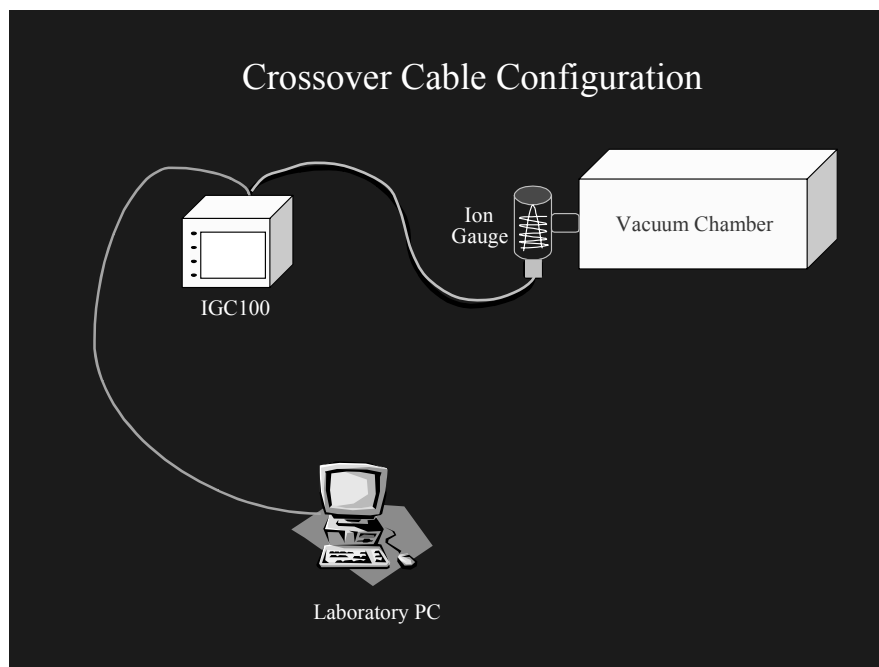 Crossover Cable Configuration
Ion
Gauge
Vacuum Chamber
IGC100
Laboratory PC